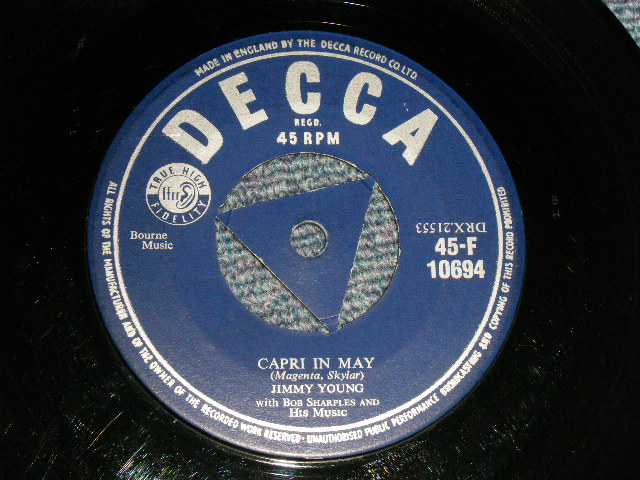 MADE IN ENGLAND BY THE DECCA RECORD CO. LTD.
DECCA
REGD.
45 RPM
TRUE HIGH
ffrr
FIDELITY
Bourne
Music
DRX.21553
45-F
10694
CAPRI IN MAY
(Magenta, Skylar)
JIMMY YOUNG
with BOB SHARPLES AND
HIS MUSIC
ALL RIGHTS OF THE MANUFACTURER AND OF THE OWNER OF THE RECORDED WORK RESERVED · UNAUTHORISED PUBLIC PERFORMANCE BROADCASTING AND COPYING OF THIS RECORD PROHIBITED